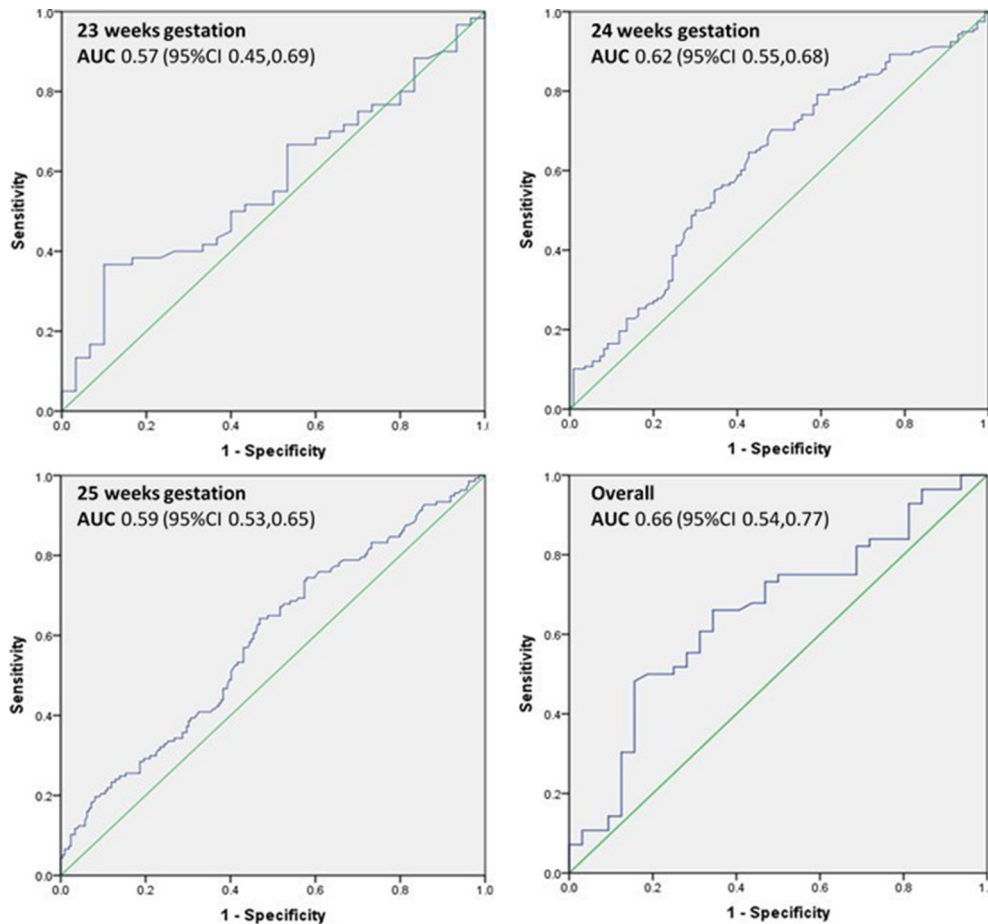 23 weeks gestation
AUC 0.57 (95%CI 0.45,0.69)
1.0
0.8
0.6
0.4
0.2
0.0
Sensitivity
0.0 0.2 0.4 0.6 0.8 1.0
1 - Specificity
24 weeks gestation
AUC 0.62 (95%CI 0.55,0.68)
1.0
0.8
0.6
0.4
0.2
0.0
Sensitivity
0.0 0.2 0.4 0.6 0.8 1.0
1 - Specificity
25 weeks gestation
AUC 0.59 (95%CI 0.53,0.65)
1.0
0.8
0.6
0.4
0.2
0.0
Sensitivity
0.0 0.2 0.4 0.6 0.8 1.0
1 - Specificity
Overall
AUC 0.66 (95%CI 0.54,0.77)
1.0
0.8
0.6
0.4
0.2
0.0
Sensitivity
0.0 0.2 0.4 0.6 0.8 1.0
1 - Specificity